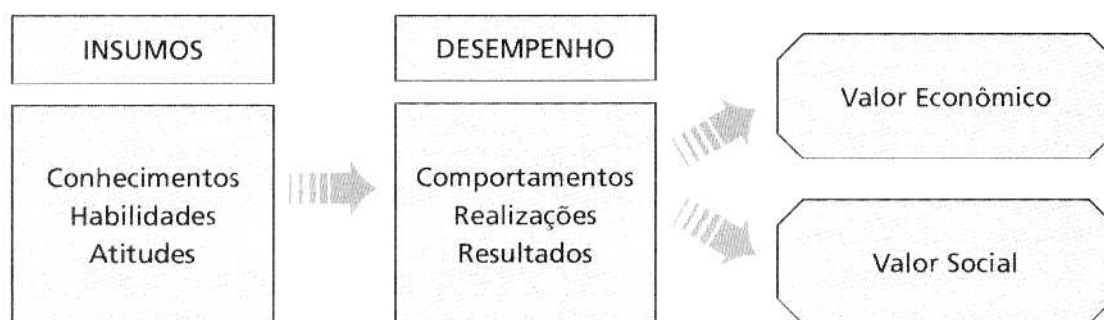 INSUMOS
Conhecimentos
Habilidades
Atitudes
DESEMPENHO
Comportamentos
Realizações
Resultados
Valor Econômico
Valor Social